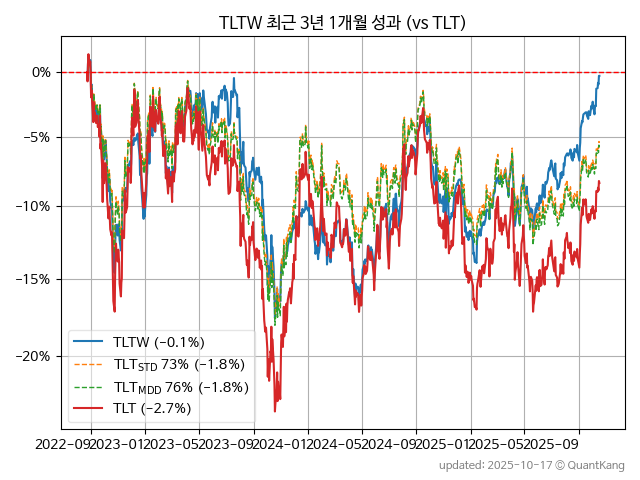 TLTW 최근 3년 1개월 성과 (vs TLT)
0%
−5%
−10%
−15%
−20%
TLTW (−0.1%)
TLT_STD 73% (−1.8%)
TLT_MDD 76% (−1.8%)
TLT (−2.7%)
2022-09 2023-01 2023-05 2023-09 2024-01 2024-05 2024-09 2025-01 2025-05 2025-09
updated: 2025-10-17 © QuantKang